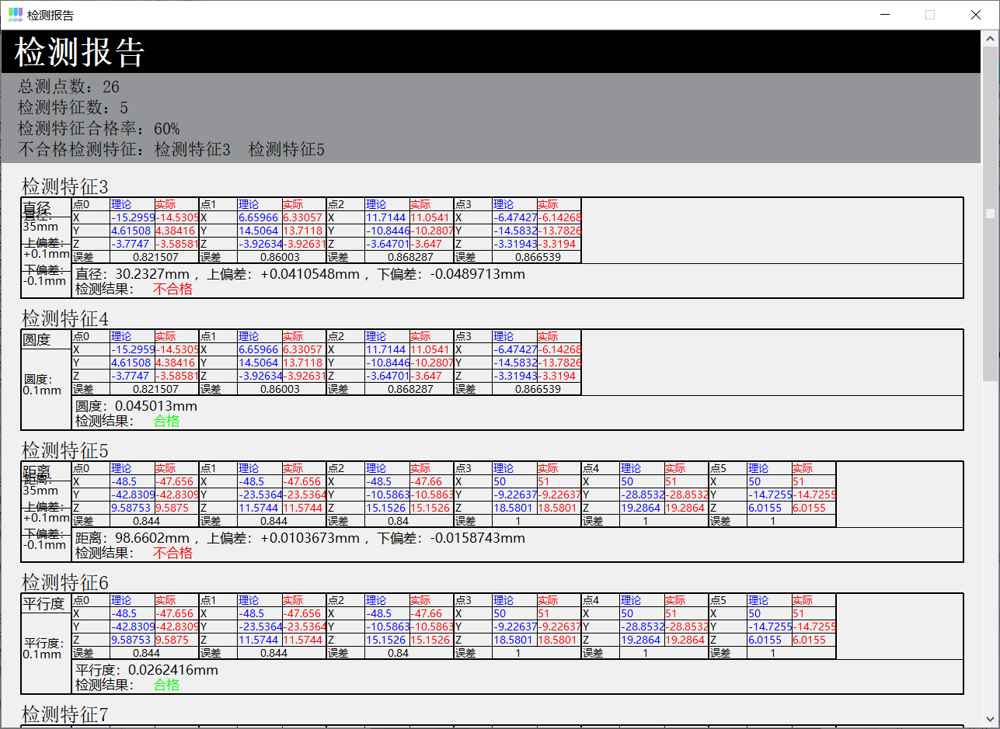 检测报告
检测报告
总测点数：26
检测特征数：5
检测特征合格率：60%
不合格检测特征：检测特征3 检测特征5
检测特征3
直径 点0 理论 实际 点1 理论 实际 点2 理论 实际 点3 理论 实际
直径： X -15.2959 -14.5305 X 6.65966 6.33057 X 11.7144 11.0541 X -6.47427 -6.14268
35mm Y 4.61508 4.38416 Y 14.5064 13.7118 Y -10.8446 -10.2807 Y -14.5832 -13.7826
上偏差： Z -3.7747 -3.58581 Z -3.92634 -3.92631 Z -3.64701 -3.647 Z -3.31943 -3.3194
+0.1mm 误差 0.821507 误差 0.86003 误差 0.868287 误差 0.866539
下偏差： 直径：30.2327mm ，上偏差：+0.0410548mm ，下偏差：-0.0489713mm
-0.1mm 检测结果： 不合格
检测特征4
圆度 点0 理论 实际 点1 理论 实际 点2 理论 实际 点3 理论 实际
X -15.2959 -14.5305 X 6.65966 6.33057 X 11.7144 11.0541 X -6.47427 -6.14268
Y 4.61508 4.38416 Y 14.5064 13.7118 Y -10.8446 -10.2807 Y -14.5832 -13.7826
圆度： Z -3.7747 -3.58581 Z -3.92634 -3.92631 Z -3.64701 -3.647 Z -3.31943 -3.3194
0.1mm 误差 0.821507 误差 0.86003 误差 0.868287 误差 0.866539
圆度：0.045013mm
检测结果： 合格
检测特征5
距离 点0 理论 实际 点1 理论 实际 点2 理论 实际 点3 理论 实际 点4 理论 实际 点5 理论 实际
距离： X -48.5 -47.656 X -48.5 -47.656 X -48.5 -47.66 X 50 51 X 50 51 X 50 51
35mm Y -42.8309 -42.8309 Y -23.5364 -23.5364 Y -10.5863 -10.5863 Y -9.22637 -9.22637 Y -28.8532 -28.8532 Y -14.7255 -14.7255
上偏差： Z 9.58753 9.5875 Z 11.5744 11.5744 Z 15.1526 15.1526 Z 18.5801 18.5801 Z 19.2864 19.2864 Z 6.0155 6.0155
+0.1mm 误差 0.844 误差 0.844 误差 0.84 误差 1 误差 1 误差 1
下偏差： 距离：98.6602mm ，上偏差：+0.0103673mm ，下偏差：-0.0158743mm
-0.1mm 检测结果： 不合格
检测特征6
平行度 点0 理论 实际 点1 理论 实际 点2 理论 实际 点3 理论 实际 点4 理论 实际 点5 理论 实际
X -48.5 -47.656 X -48.5 -47.656 X -48.5 -47.66 X 50 51 X 50 51 X 50 51
Y -42.8309 -42.8309 Y -23.5364 -23.5364 Y -10.5863 -10.5863 Y -9.22637 -9.22637 Y -28.8532 -28.8532 Y -14.7255 -14.7255
平行度： Z 9.58753 9.5875 Z 11.5744 11.5744 Z 15.1526 15.1526 Z 18.5801 18.5801 Z 19.2864 19.2864 Z 6.0155 6.0155
0.1mm 误差 0.844 误差 0.844 误差 0.84 误差 1 误差 1 误差 1
平行度：0.0262416mm
检测结果： 合格
检测特征7